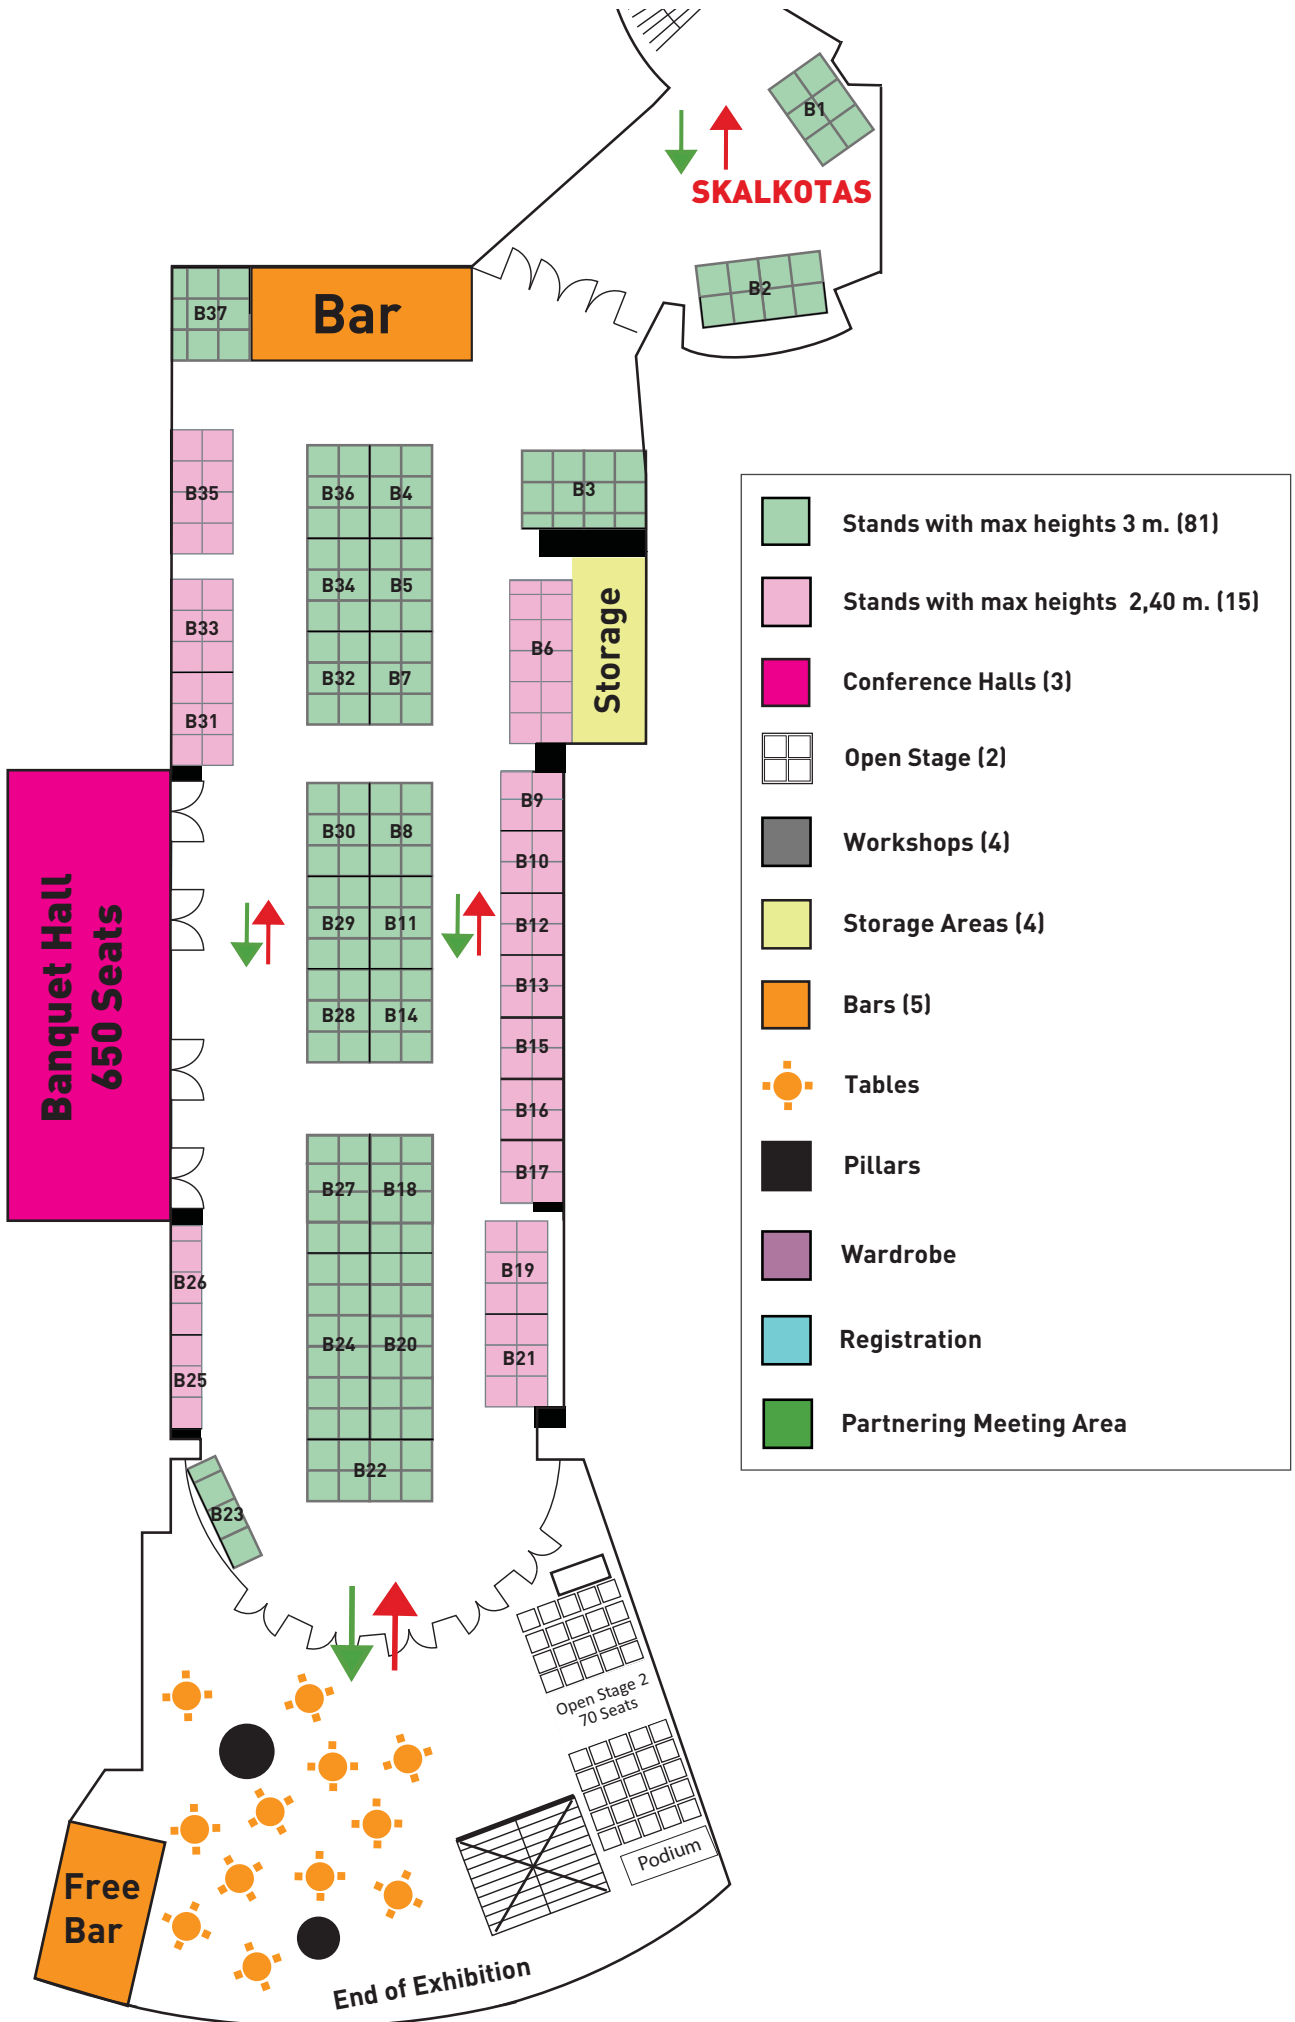 B1
SKALKOTAS
B2
B37
Bar
B35
B36
B4
B3
B34
B5
B33
B6
Storage
B32
B7
B31
B9
B30
B8
B10
B29
B11
B12
B13
B28
B14
B15
B16
B17
Banquet Hall
650 Seats
B27
B18
B26
B19
B24
B20
B21
B25
B22
B23
Open Stage 2
70 Seats
Podium
Free
Bar
End of Exhibition
Stands with max heights 3 m. (81)
Stands with max heights 2,40 m. (15)
Conference Halls (3)
Open Stage (2)
Workshops (4)
Storage Areas (4)
Bars (5)
Tables
Pillars
Wardrobe
Registration
Partnering Meeting Area